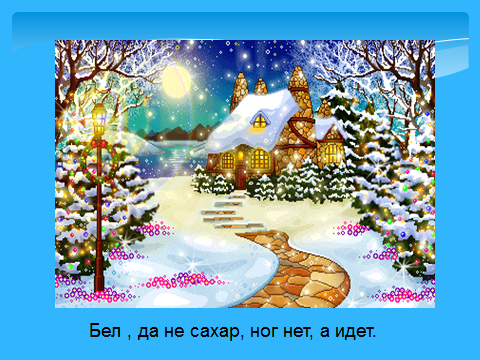 Бел , да не сахар, ног нет, а идет.